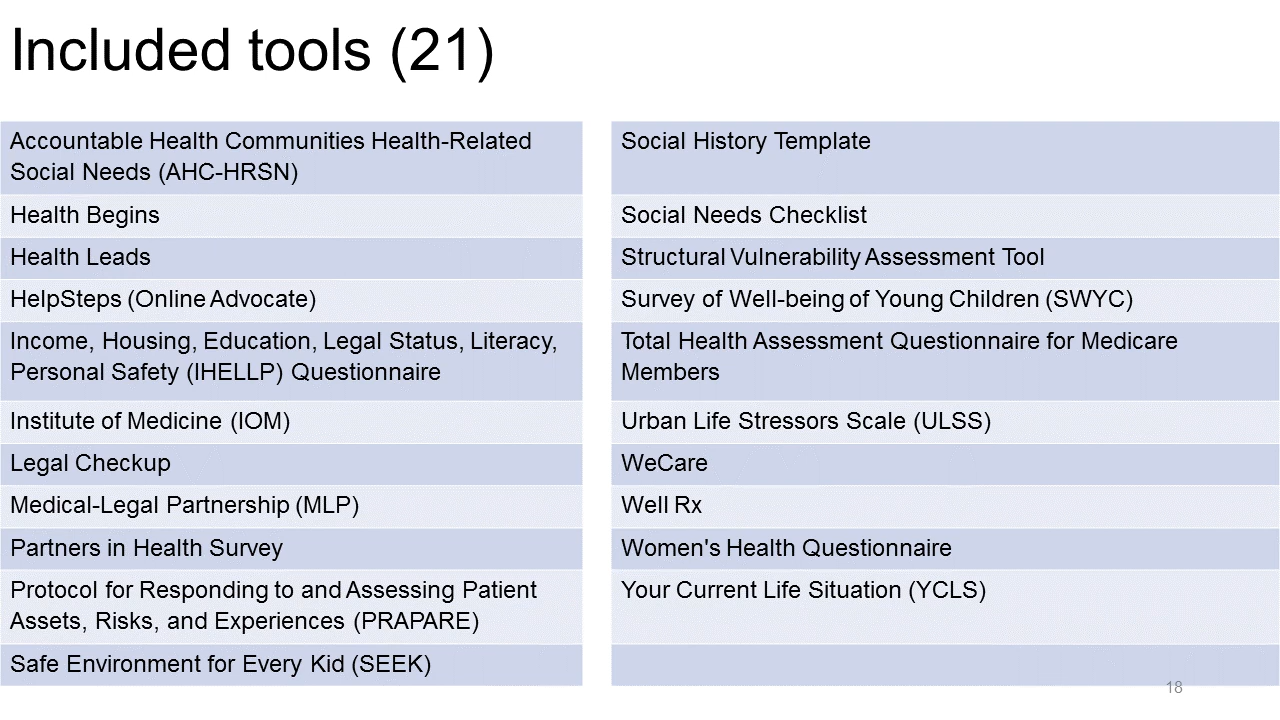 Included tools (21)
Accountable Health Communities Health-Related
Social Needs (AHC-HRSN)
Health Begins
Health Leads
HelpSteps (Online Advocate)
Income, Housing, Education, Legal Status, Literacy,
Personal Safety (IHELLP) Questionnaire
Institute of Medicine (IOM)
Legal Checkup
Medical-Legal Partnership (MLP)
Partners in Health Survey
Protocol for Responding to and Assessing Patient
Assets, Risks, and Experiences (PRAPARE)
Safe Environment for Every Kid (SEEK)
Social History Template
Social Needs Checklist
Structural Vulnerability Assessment Tool
Survey of Well-being of Young Children (SWYC)
Total Health Assessment Questionnaire for Medicare
Members
Urban Life Stressors Scale (ULSS)
WeCare
Well Rx
Women's Health Questionnaire
Your Current Life Situation (YCLS)
18